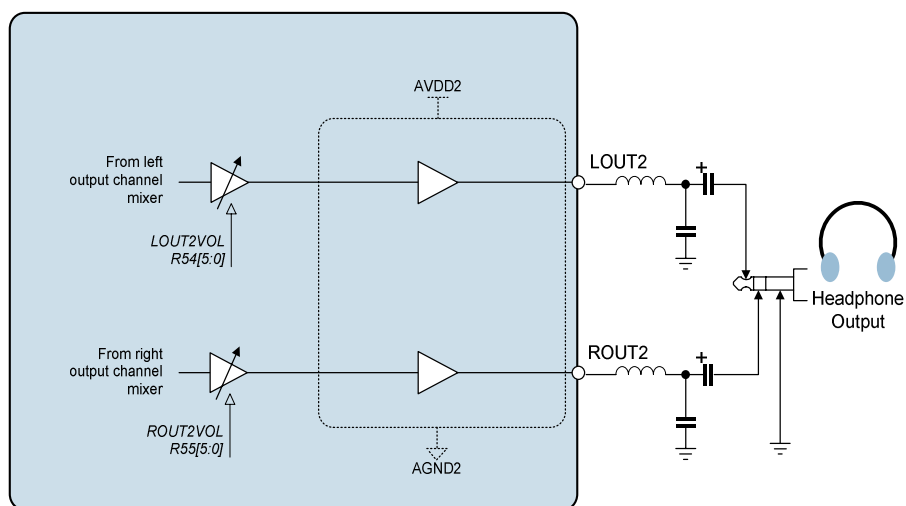 AVDD2
From left
output channel
mixer
LOUT2VOL
R54[5:0]
LOUT2
+
Headphone
Output
From right
output channel
mixer
ROUT2VOL
R55[5:0]
ROUT2
+
AGND2